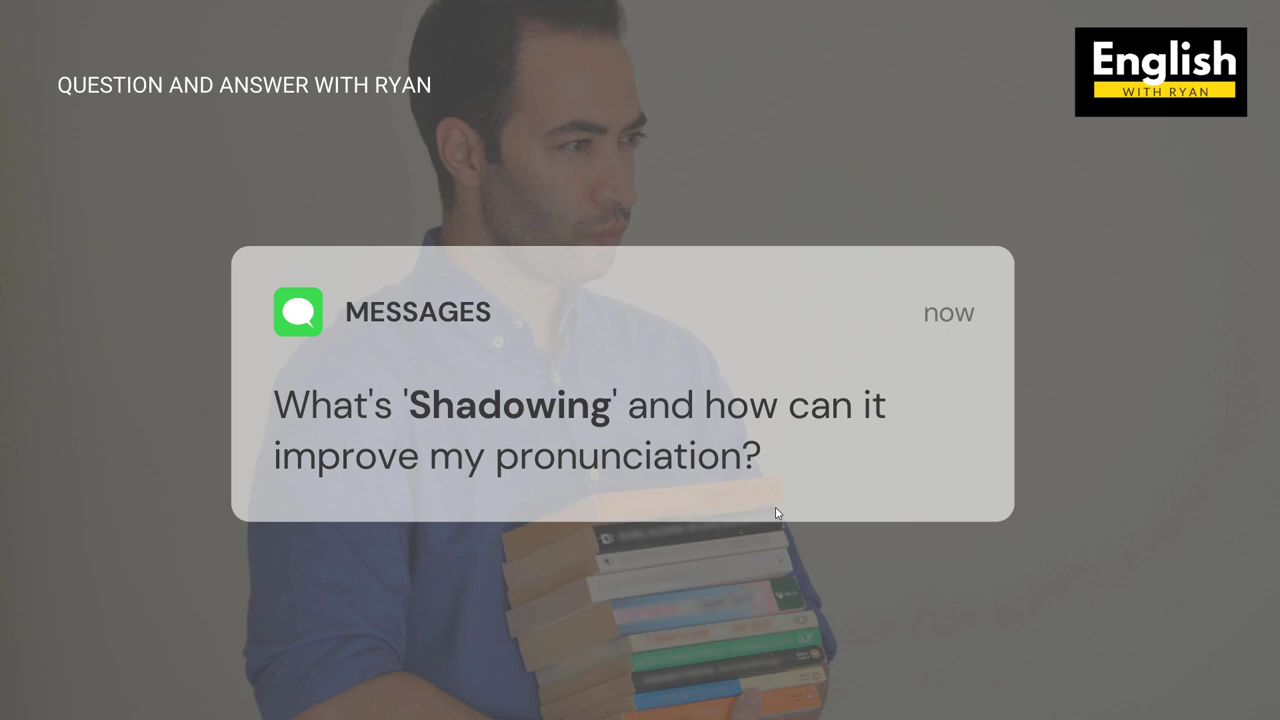 QUESTION AND ANSWER WITH RYAN
English
WITH RYAN
MESSAGES
now
What's 'Shadowing' and how can it
improve my pronunciation?